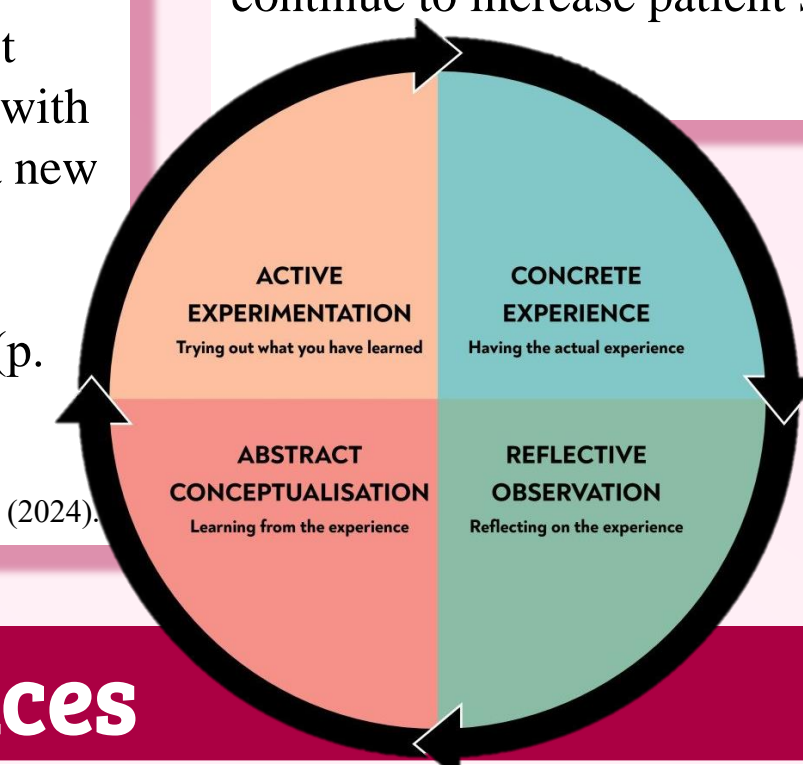 continue to increase patient
t
with
new
(p.
(2024).
ACTIVE
EXPERIMENTATION
Trying out what you have learned
CONCRETE
EXPERIENCE
Having the actual experience
ABSTRACT
CONCEPTUALISATION
Learning from the experience
REFLECTIVE
OBSERVATION
Reflecting on the experience
ces